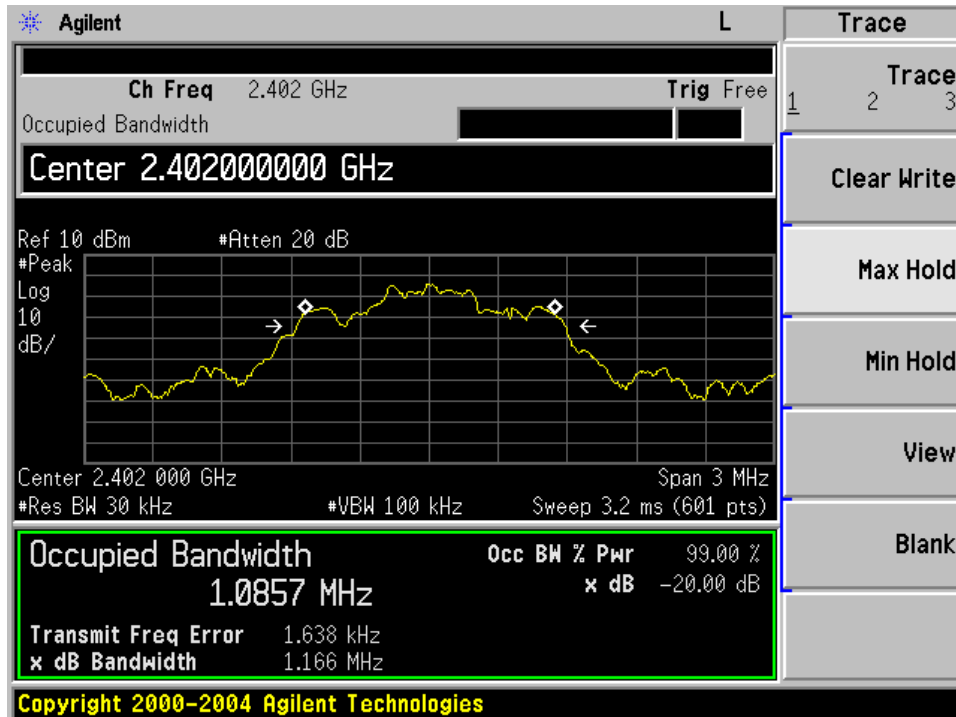 Agilent L Trace
Ch Freq 2.402 GHz Trig Free
Occupied Bandwidth
Center 2.402000000 GHz
Ref 10 dBm #Atten 20 dB
#Peak
Log
10
dB/
Center 2.402 000 GHz Span 3 MHz
#Res BW 30 kHz #VBW 100 kHz Sweep 3.2 ms (601 pts)
Occupied Bandwidth Occ BW % Pwr 99.00 %
1.0857 MHz x dB -20.00 dB
Transmit Freq Error 1.638 kHz
x dB Bandwidth 1.166 MHz
Trace
1 2 3
Clear Write
Max Hold
Min Hold
View
Blank
Copyright 2000-2004 Agilent Technologies